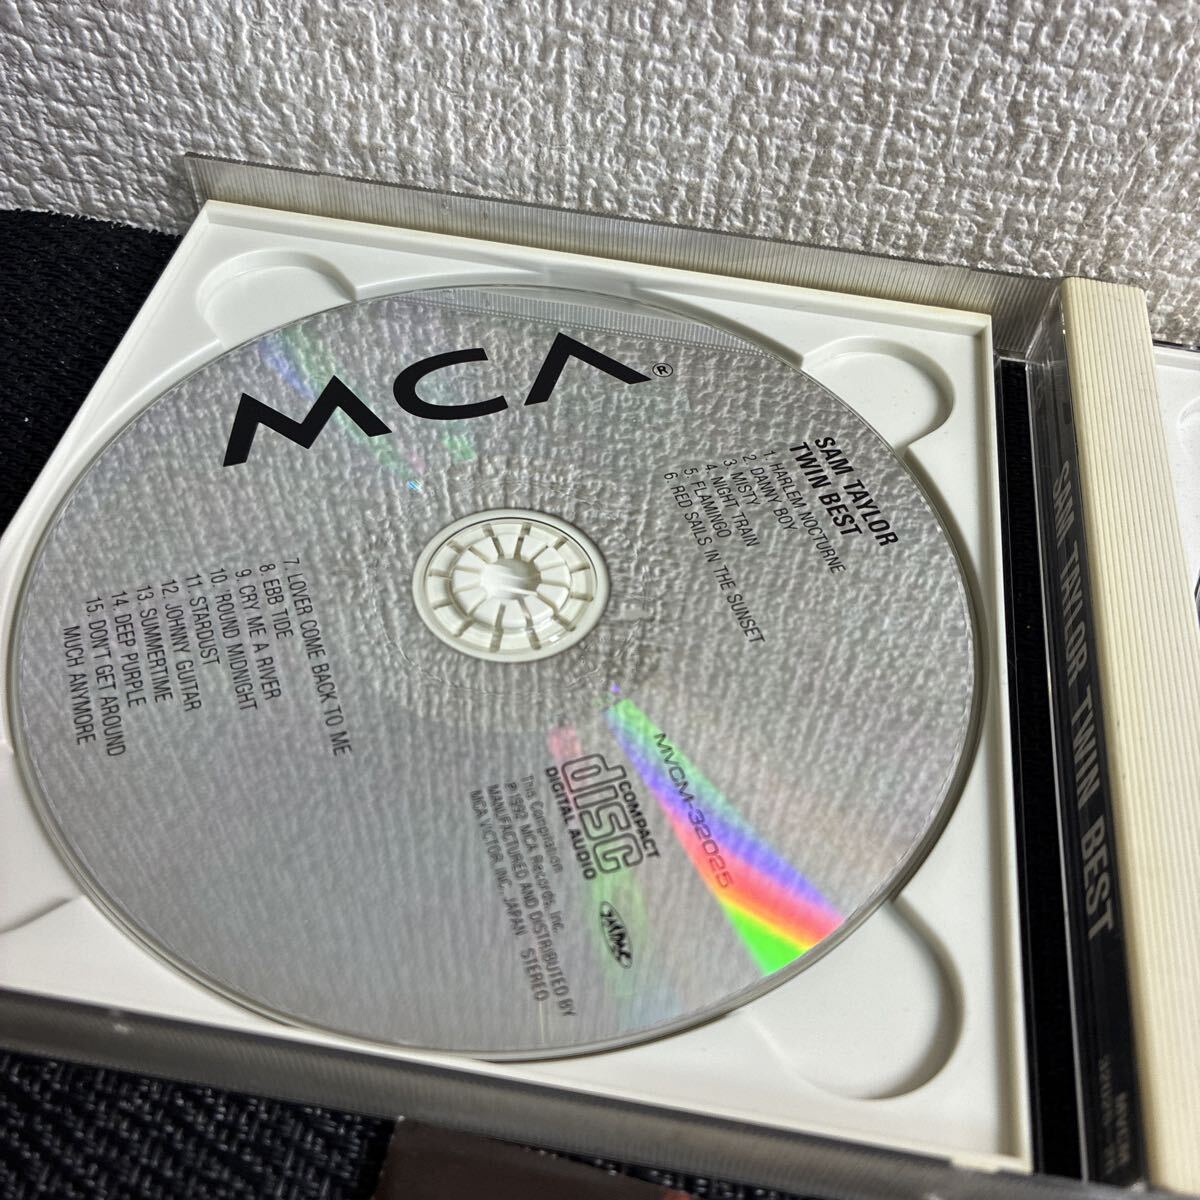 MCA®
SAM TAYLOR
TWIN BEST
1. HARLEM NOCTURNE
2. DANNY BOY
3. MISTY
4. NIGHT TRAIN
5. FLAMINGO
6. RED SAILS IN THE SUNSET
7. LOVER COME BACK TO ME
8. EBB TIDE
9. CRY ME A RIVER
10. 'ROUND MIDNIGHT
11. STARDUST
12. JOHNNY GUITAR
13. SUMMERTIME
14. DEEP PURPLE
15. DON'T GET AROUND
MUCH ANYMORE
MVCM-32025
COMPACT
disc
DIGITAL AUDIO
This Compilation
℗ 1992 MCA Records, Inc.
MANUFACTURED AND DISTRIBUTED BY
MCA VICTOR INC. JAPAN STEREO
SAM TAYLOR TWIN BEST